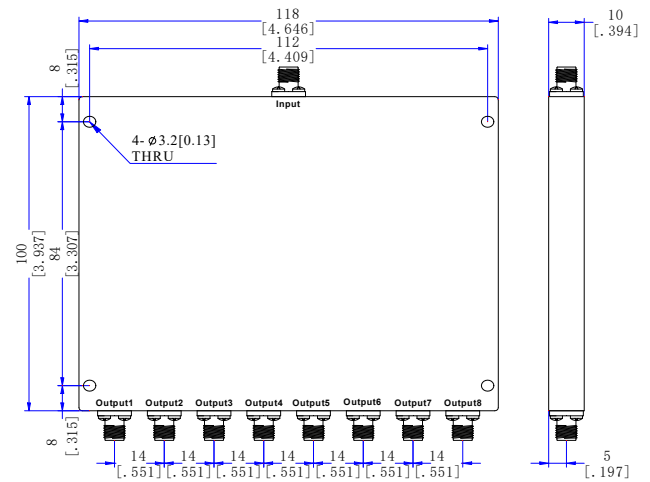 118
[4.646]
112
[4.409]
10
[.394]
8
[.315]
Input
4-ø3.2[0.13]
THRU
100
[3.937]
84
[3.307]
Output1 Output2 Output3 Output4 Output5 Output6 Output7 Output8
8
[.315]
14 14 14 14 14 14 14
[.551] [.551] [.551] [.551] [.551] [.551] [.551]
5
[.197]